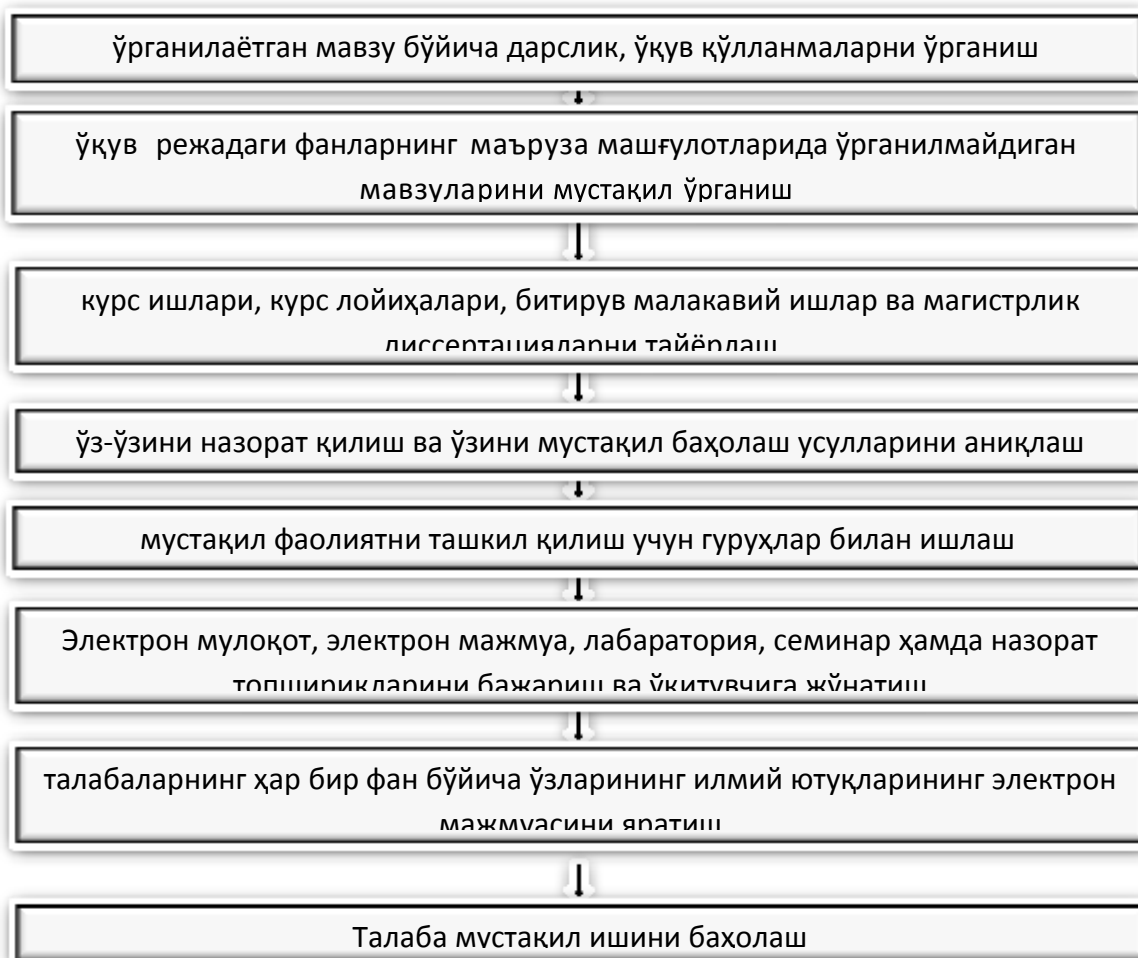 ўрганилаётган мавзу бўйича дарслик, ўқув қўлланмаларни ўрганиш
ўқув режадаги фанларнинг маъруза машғулотларида ўрганилмайдиган
мавзуларини мустақил ўрганиш
курс ишлари, курс лойиҳалари, битирув малакавий ишлар ва магистрлик
диссертацияларни тайёрлаш
ўз-ўзини назорат қилиш ва ўзини мустақил баҳолаш усулларини аниқлаш
мустақил фаолиятни ташкил қилиш учун гуруҳлар билан ишлаш
Электрон мулоқот, электрон мажмуа, лабаратория, семинар ҳамда назорат
топшириқларини бажариш ва ўқитувчига жўнатиш
талабаларнинг ҳар бир фан бўйича ўзларининг илмий ютуқларининг электрон
мажмуасини яратиш
Талаба мустақил ишини баҳолаш